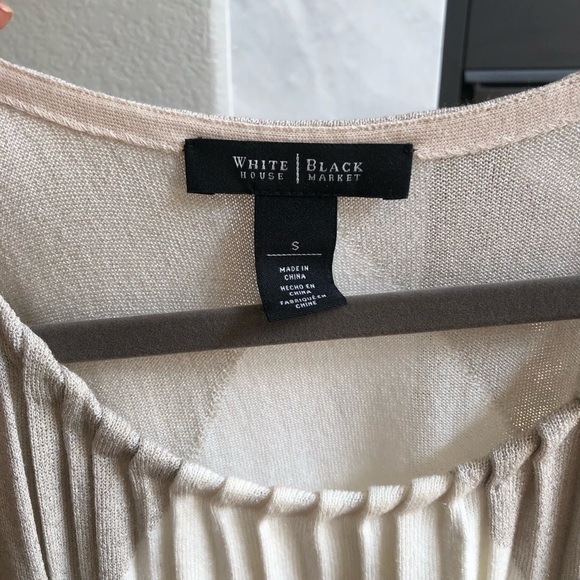 WHITE | BLACK
HOUSE | MARKET
S
MADE IN
CHINA
HECHO EN
CHINA
FABRIQUÉ EN
CHINE